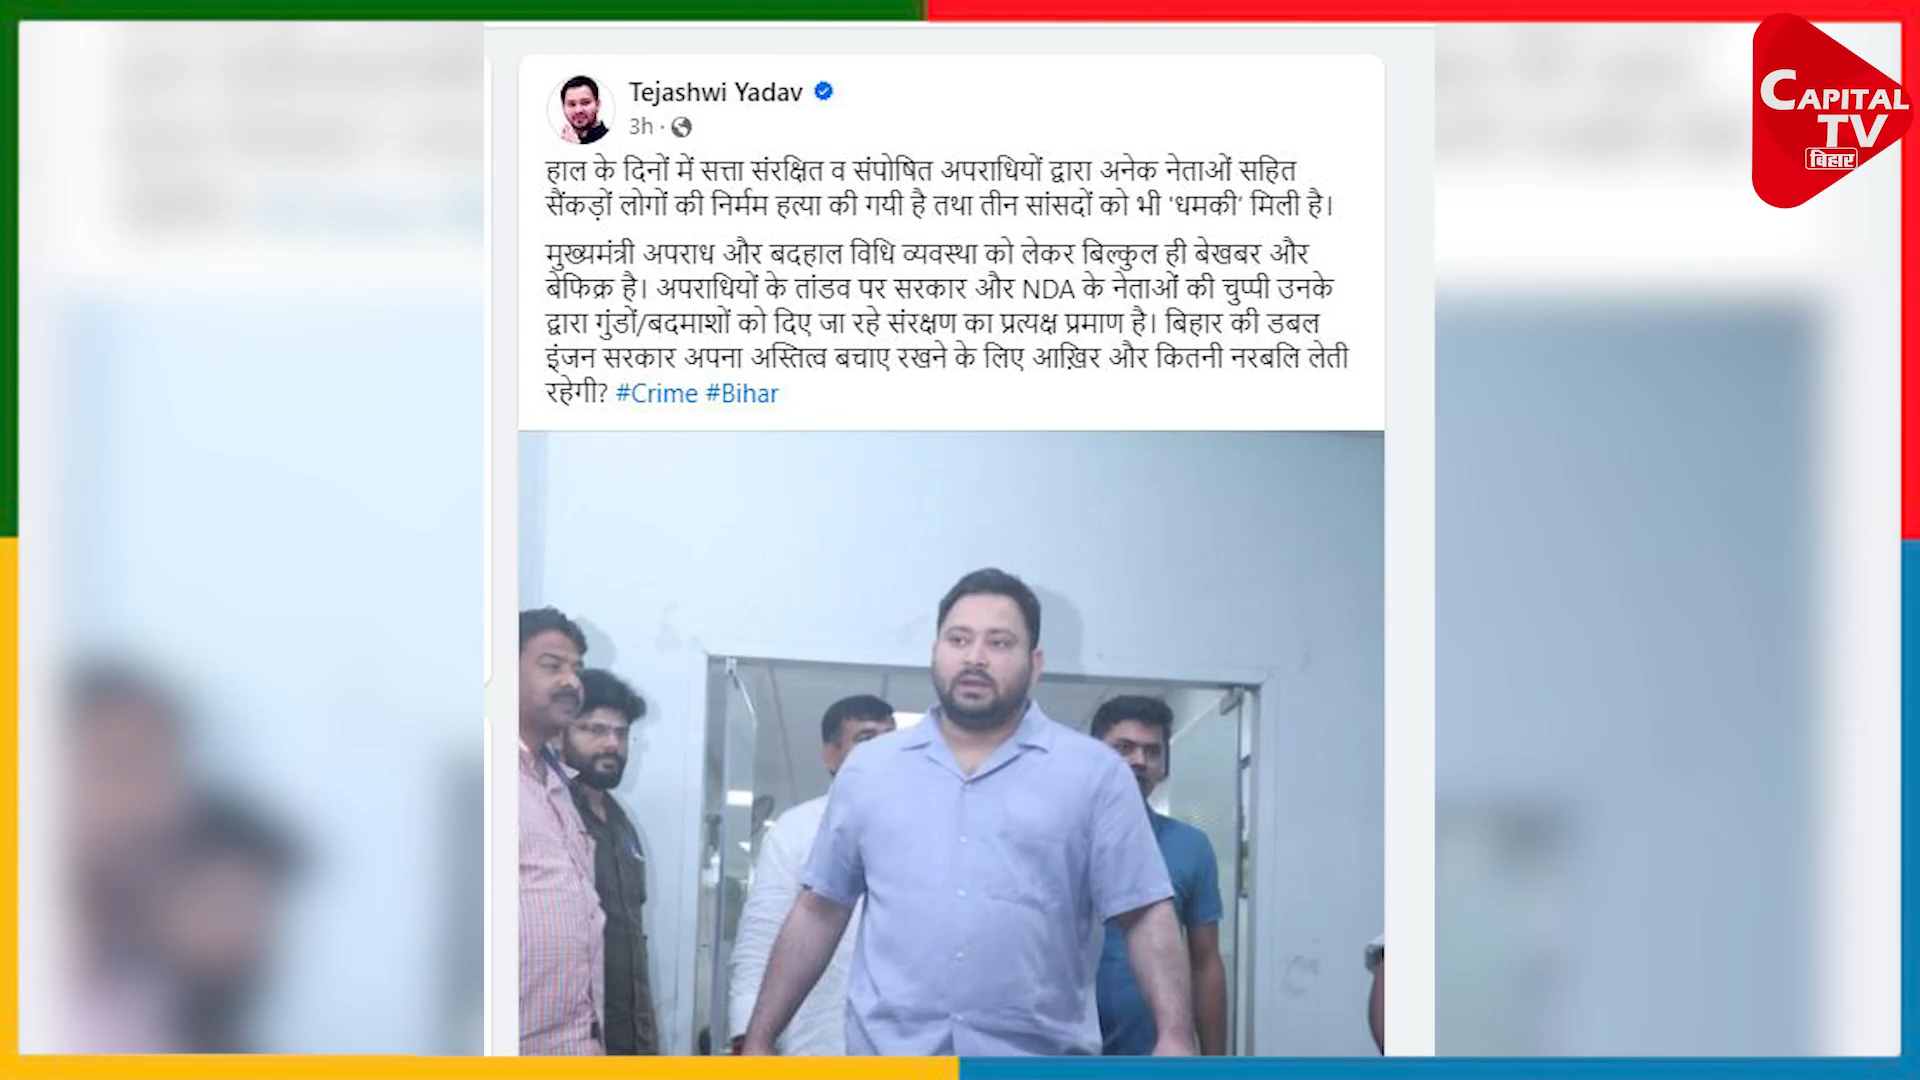 Tejashwi Yadav
3h ·
हाल के दिनों में सत्ता संरक्षित व संपोषित अपराधियों द्वारा अनेक नेताओं सहित
सैंकड़ों लोगों की निर्मम हत्या की गयी है तथा तीन सांसदों को भी 'धमकी' मिली है।
मुख्यमंत्री अपराध और बदहाल विधि व्यवस्था को लेकर बिल्कुल ही बेखबर और
बेफिक्र है। अपराधियों के तांडव पर सरकार और NDA के नेताओं की चुप्पी उनके
द्वारा गुंडों/बदमाशों को दिए जा रहे संरक्षण का प्रत्यक्ष प्रमाण है। बिहार की डबल
इंजन सरकार अपना अस्तित्व बचाए रखने के लिए आख़िर और कितनी नरबलि लेती
रहेगी? #Crime #Bihar
CAPITAL
TV
बिहार